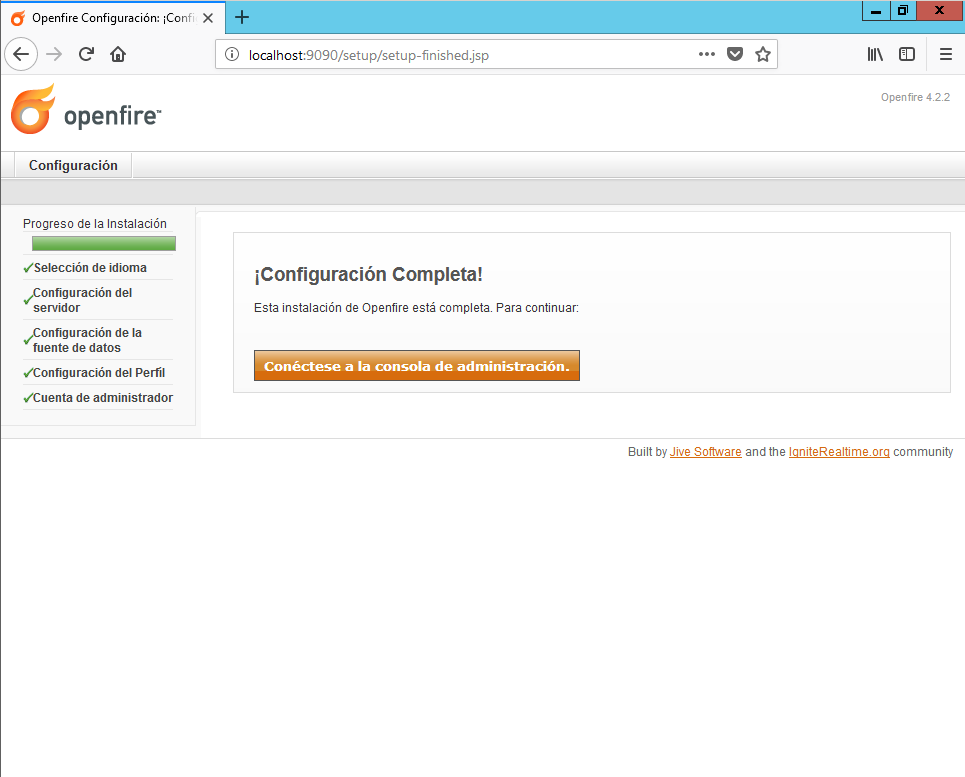 Openfire Configuración: ¡Confi
localhost:9090/setup/setup-finished.jsp
openfire™
Openfire 4.2.2
Configuración
Progreso de la Instalación
Selección de idioma
Configuración del
servidor
Configuración de la
fuente de datos
Configuración del Perfil
Cuenta de administrador
¡Configuración Completa!
Esta instalación de Openfire está completa. Para continuar:
Conéctese a la consola de administración.
Built by Jive Software and the IgniteRealtime.org community